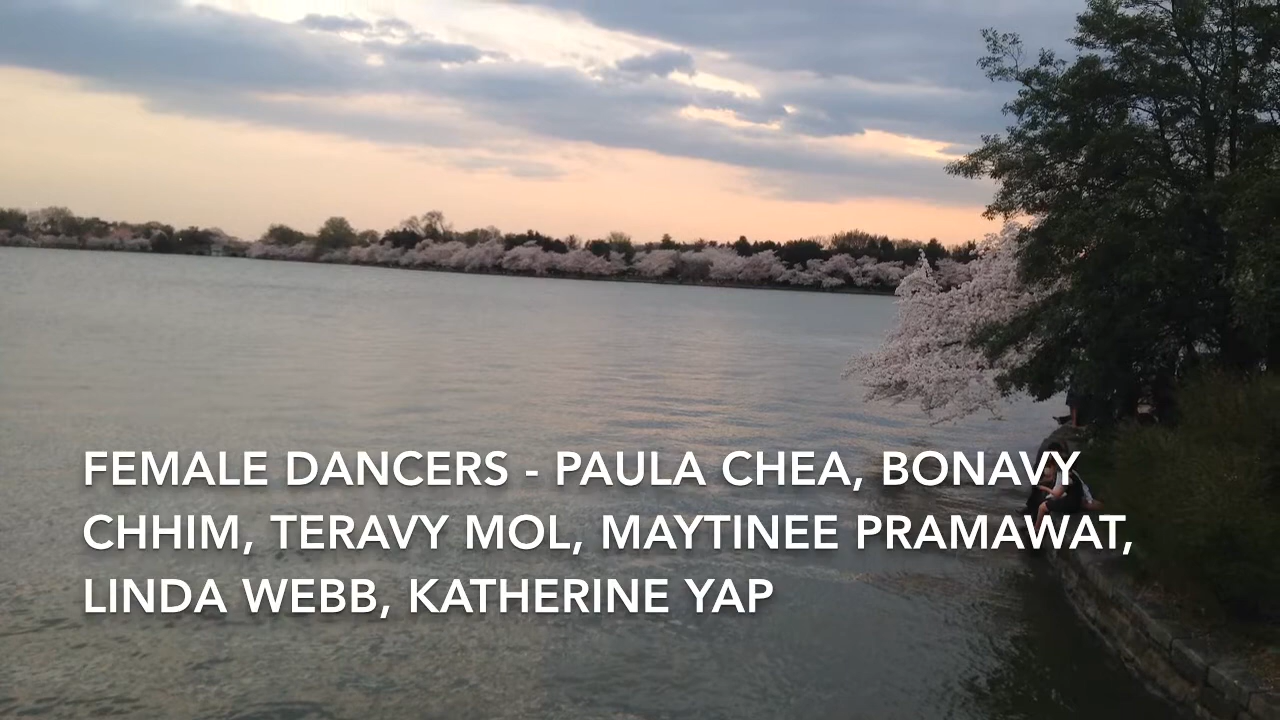 FEMALE DANCERS - PAULA CHEA, BONAVY
CHHIM, TERAVY MOL, MAYTINEE PRAMAWAT,
LINDA WEBB, KATHERINE YAP